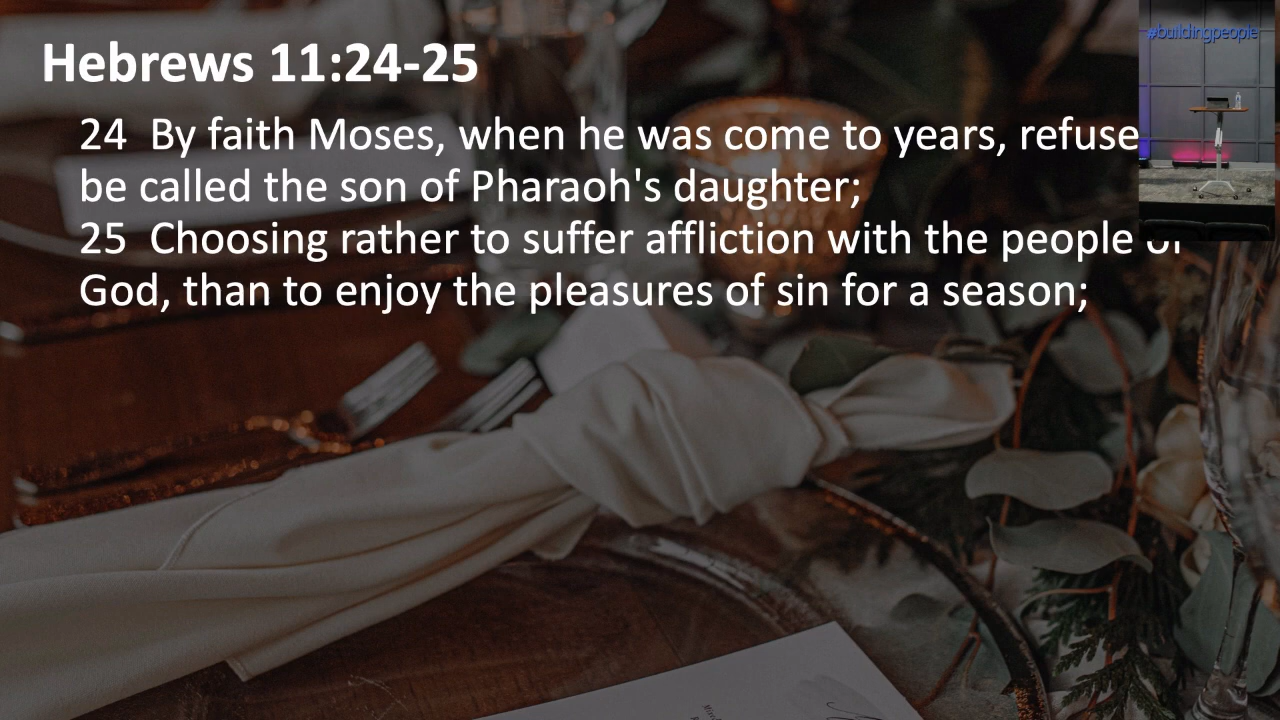 Hebrews 11:24-25
#buildingpeople
24 By faith Moses, when he was come to years, refuse
be called the son of Pharaoh's daughter;
25 Choosing rather to suffer affliction with the people of
God, than to enjoy the pleasures of sin for a season;